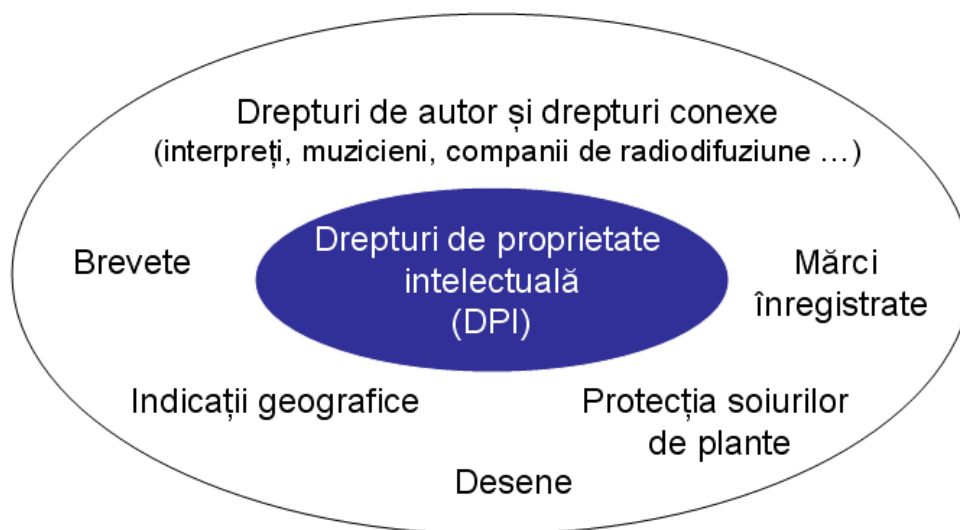 Drepturi de autor și drepturi conexe
(interpreți, muzicieni, companii de radiodifuziune …)
Brevete
Drepturi de proprietate
intelectuală
(DPI)
Mărci
înregistrate
Indicații geografice
Protecția soiurilor
de plante
Desene